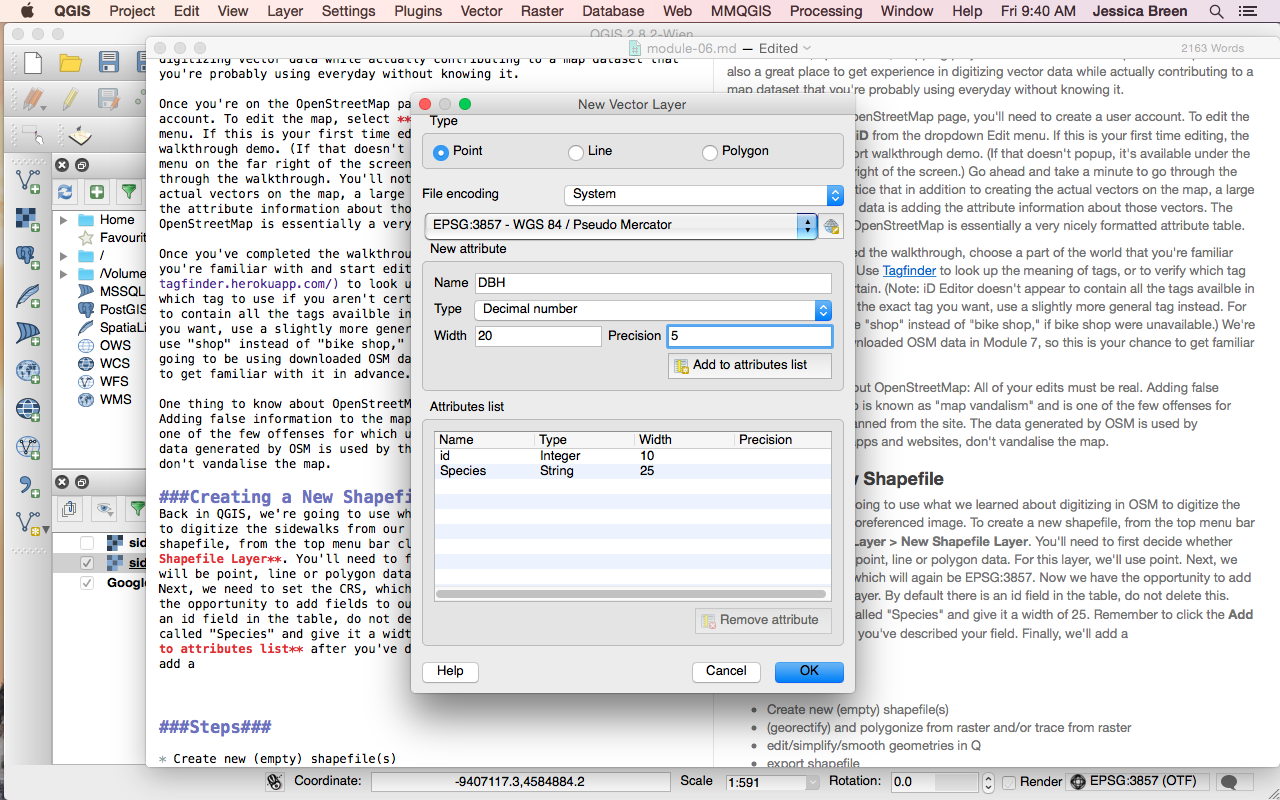 QGIS Project Edit View Layer Settings Plugins Vector Raster Database Web MMQGIS Processing Window Help Fri 9:40 AM Jessica Breen
QGIS 2.8.2-Wien
module-06.md — Edited
2163 Words
digitizing vector data while actually contributing to a map dataset that
you're probably using everyday without knowing it.
Once you're on the OpenStreetMap pa
account. To edit the map, select **
menu. If this is your first time ed
walkthrough demo. (If that doesn't
menu on the far right of the screen
through the walkthrough. You'll not
actual vectors on the map, a large
the attribute information about tho
OpenStreetMap is essentially a very
Once you've completed the walkthrou
you're familiar with and start edit
tagfinder.herokuapp.com/) to look u
which tag to use if you aren't cert
to contain all the tags availble in
you want, use a slightly more gener
use "shop" instead of "bike shop,"
going to be using downloaded OSM da
to get familiar with it in advance.
One thing to know about OpenStreetM
Adding false information to the map
one of the few offenses for which u
data generated by OSM is used by th
don't vandalise the map.
###Creating a New Shapefi
Back in QGIS, we're going to use wh
to digitize the sidewalks from our
shapefile, from the top menu bar cl
Shapefile Layer**. You'll need to f
will be point, line or polygon data
Next, we need to set the CRS, which
the opportunity to add fields to ou
an id field in the table, do not de
called "Species" and give it a widt
to attributes list** after you've d
add a
###Steps###
* Create new (empty) shapefile(s)
Home
Favourit
/
/Volume
MSSQL
PostGIS
SpatiaLi
OWS
WCS
WFS
WMS
sid
sid
Google
New Vector Layer
Type
Point
Line
Polygon
File encoding
System
EPSG:3857 - WGS 84 / Pseudo Mercator
New attribute
Name
DBH
Type
Decimal number
Width
20
Precision
5
Add to attributes list
Attributes list
Name Type Width Precision
id Integer 10
Species String 25
Remove attribute
Help
Cancel
OK
also a great place to get experience in digitizing vector data while actually contributing to a
map dataset that you're probably using everyday without knowing it.
penStreetMap page, you'll need to create a user account. To edit the
iD from the dropdown Edit menu. If this is your first time editing, the
ort walkthrough demo. (If that doesn't popup, it's available under the
right of the screen.) Go ahead and take a minute to go through the
tice that in addition to creating the actual vectors on the map, a large
data is adding the attribute information about those vectors. The
OpenStreetMap is essentially a very nicely formatted attribute table.
ed the walkthrough, choose a part of the world that you're familiar
Use Tagfinder to look up the meaning of tags, or to verify which tag
rtain. (Note: iD Editor doesn't appear to contain all the tags availble in
the exact tag you want, use a slightly more general tag instead. For
e "shop" instead of "bike shop," if bike shop were unavailable.) We're
wnloaded OSM data in Module 7, so this is your chance to get familiar
out OpenStreetMap: All of your edits must be real. Adding false
p is known as "map vandalism" and is one of the few offenses for
anned from the site. The data generated by OSM is used by
apps and websites, don't vandalise the map.
w Shapefile
oing to use what we learned about digitizing in OSM to digitize the
oreferenced image. To create a new shapefile, from the top menu bar
Layer > New Shapefile Layer. You'll need to first decide whether
point, line or polygon data. For this layer, we'll use point. Next, we
which will again be EPSG:3857. Now we have the opportunity to add
ayer. By default there is an id field in the table, do not delete this.
alled "Species" and give it a width of 25. Remember to click the Add
you've described your field. Finally, we'll add a
Create new (empty) shapefile(s)
(georectify) and polygonize from raster and/or trace from raster
edit/simplify/smooth geometries in Q
export shapefile
Coordinate:
-9407117.3,4584884.2
Scale
1:591
Rotation:
0.0
Render
EPSG:3857 (OTF)